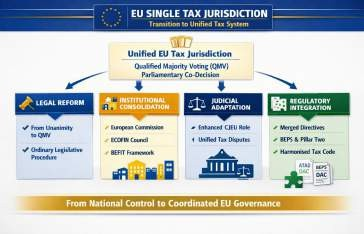 EU SINGLE TAX JURISDICTION
Transition to Unified Tax System
Unified EU Tax Jurisdiction
Qualified Majority Voting (QMV)
Parliamentary Co-Decision
LEGAL REFORM
From Unanimity
to QMV
Ordinary Legislative
Procedure
INSTITUTIONAL
CONSOLIDATION
European Commission
ECOFIN Council
BEFIT Framework
JUDICIAL
ADAPTATION
Enhanced CJEU Role
Unified Tax Disputes
REGULATORY
INTEGRATION
Merged Directives
BEPS & Pillar Two
Harmonised Tax Code
ATAD
DAC
BEPS
DAC
From National Control to Coordinated EU Governance